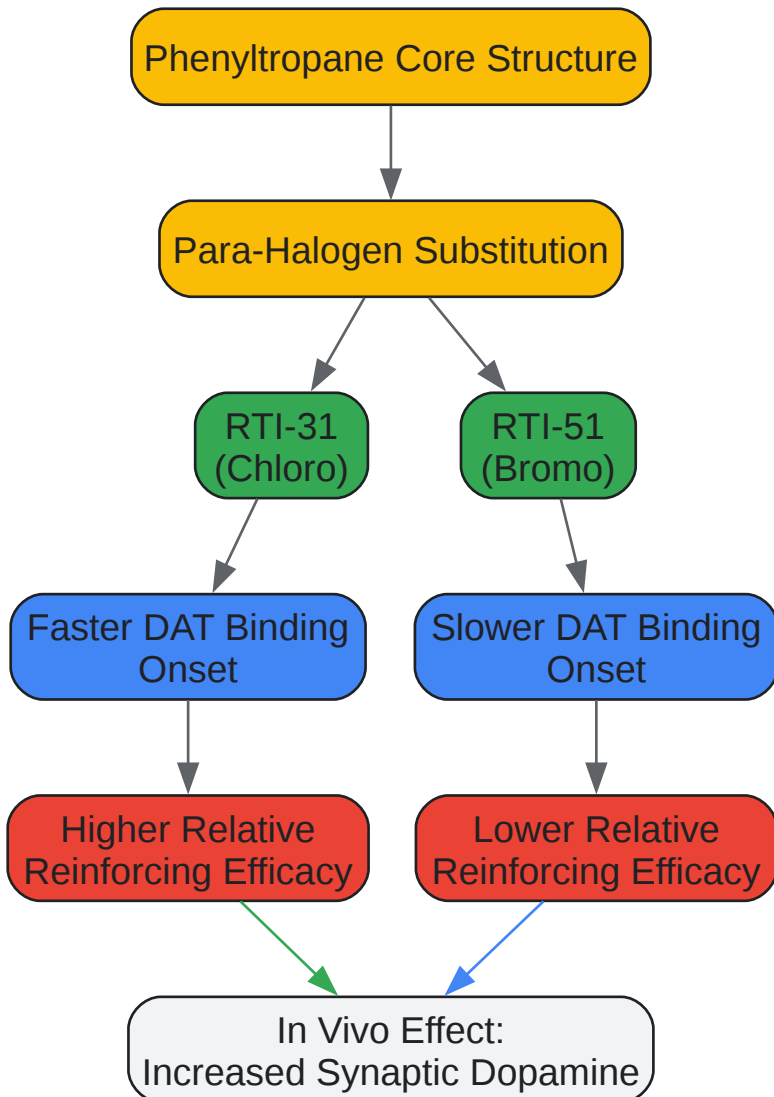 Phenyltropane Core Structure
Para-Halogen Substitution
RTI-31
(Chloro)
RTI-51
(Bromo)
Faster DAT Binding
Onset
Slower DAT Binding
Onset
Higher Relative
Reinforcing Efficacy
Lower Relative
Reinforcing Efficacy
In Vivo Effect:
Increased Synaptic Dopamine